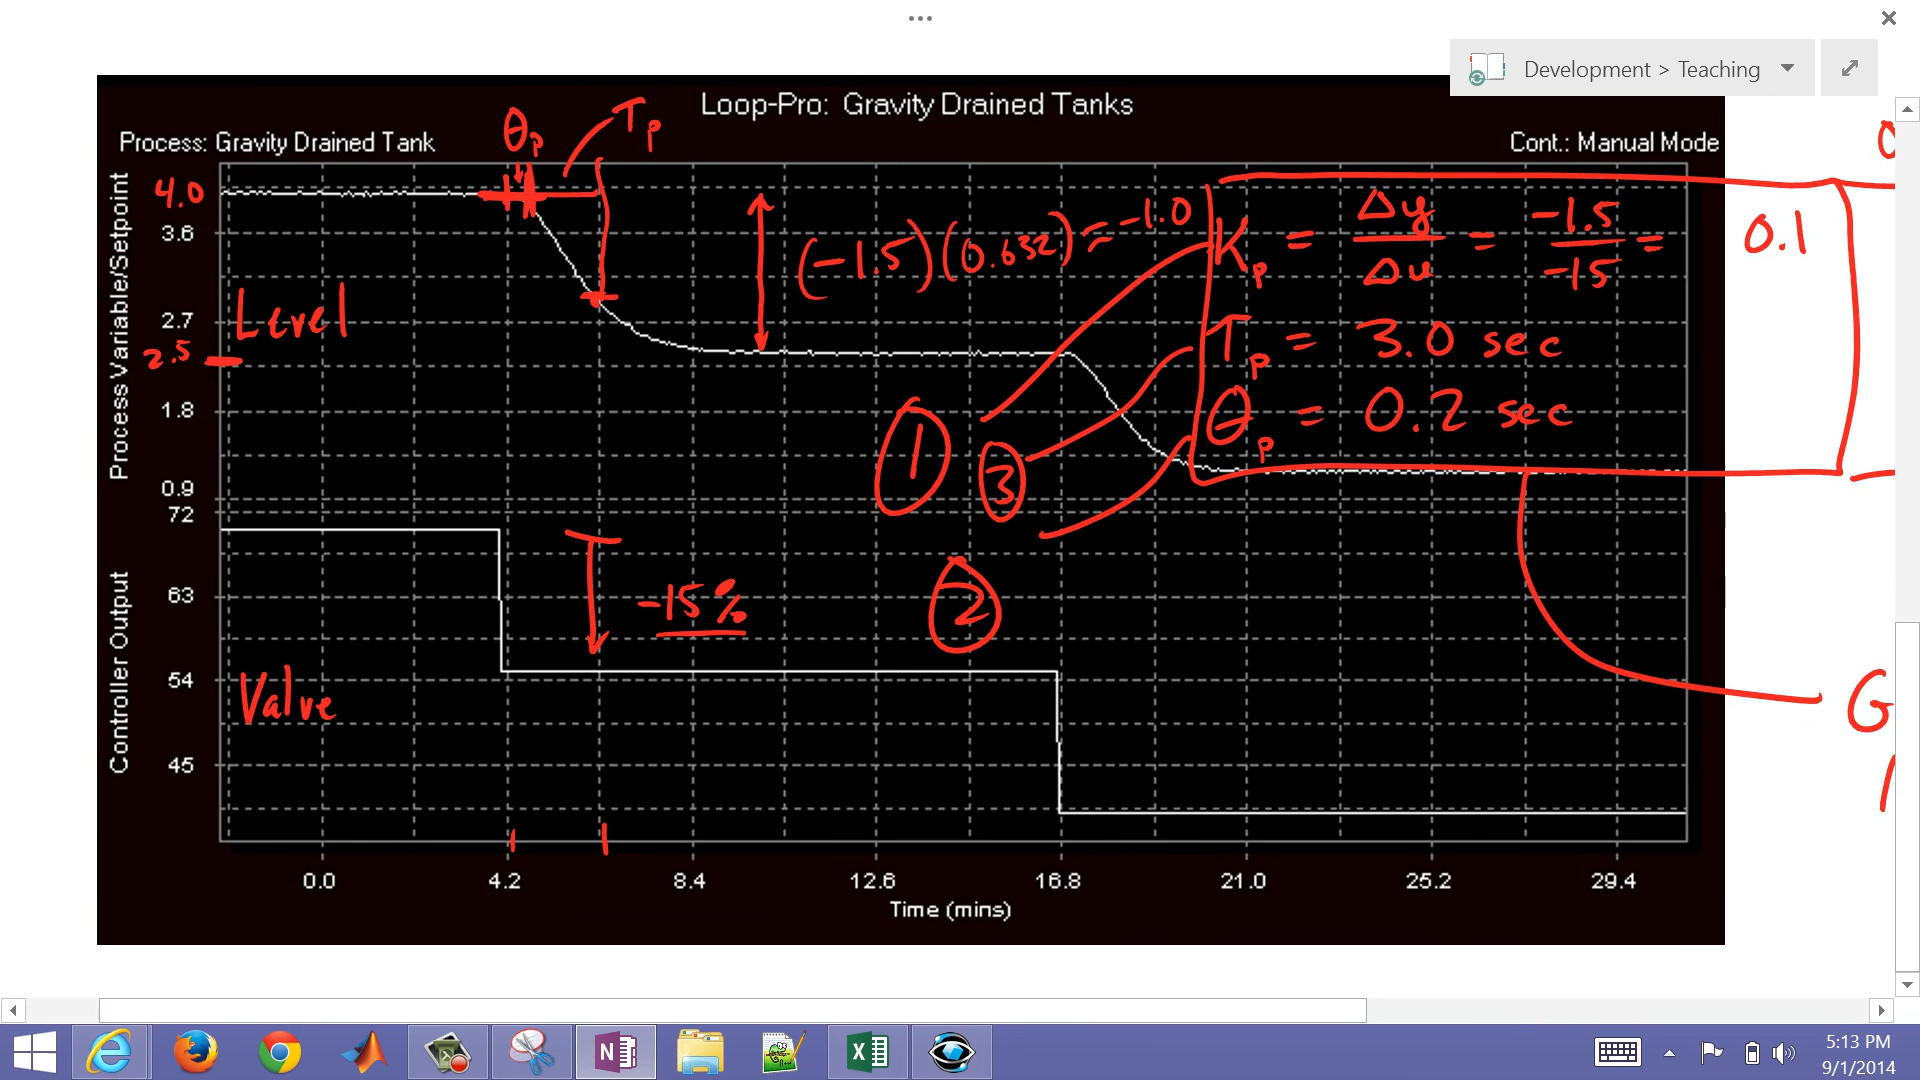 ...
Development > Teaching
Loop-Pro: Gravity Drained Tanks
Process: Gravity Drained Tank
Cont.: Manual Mode
θp
τp
Process Variable/Setpoint
4.0
3.6
2.7
2.5
1.8
0.9
Level
(-1.5)(0.632) ≈ -1.0
Kp = Δy/Δu = -1.5/-15 = 0.1
τp = 3.0 sec
θp = 0.2 sec
1
3
2
Controller Output
72
63
54
45
-15%
Valve
G
0.0 4.2 8.4 12.6 16.8 21.0 25.2 29.4
Time (mins)
5:13 PM
9/1/2014